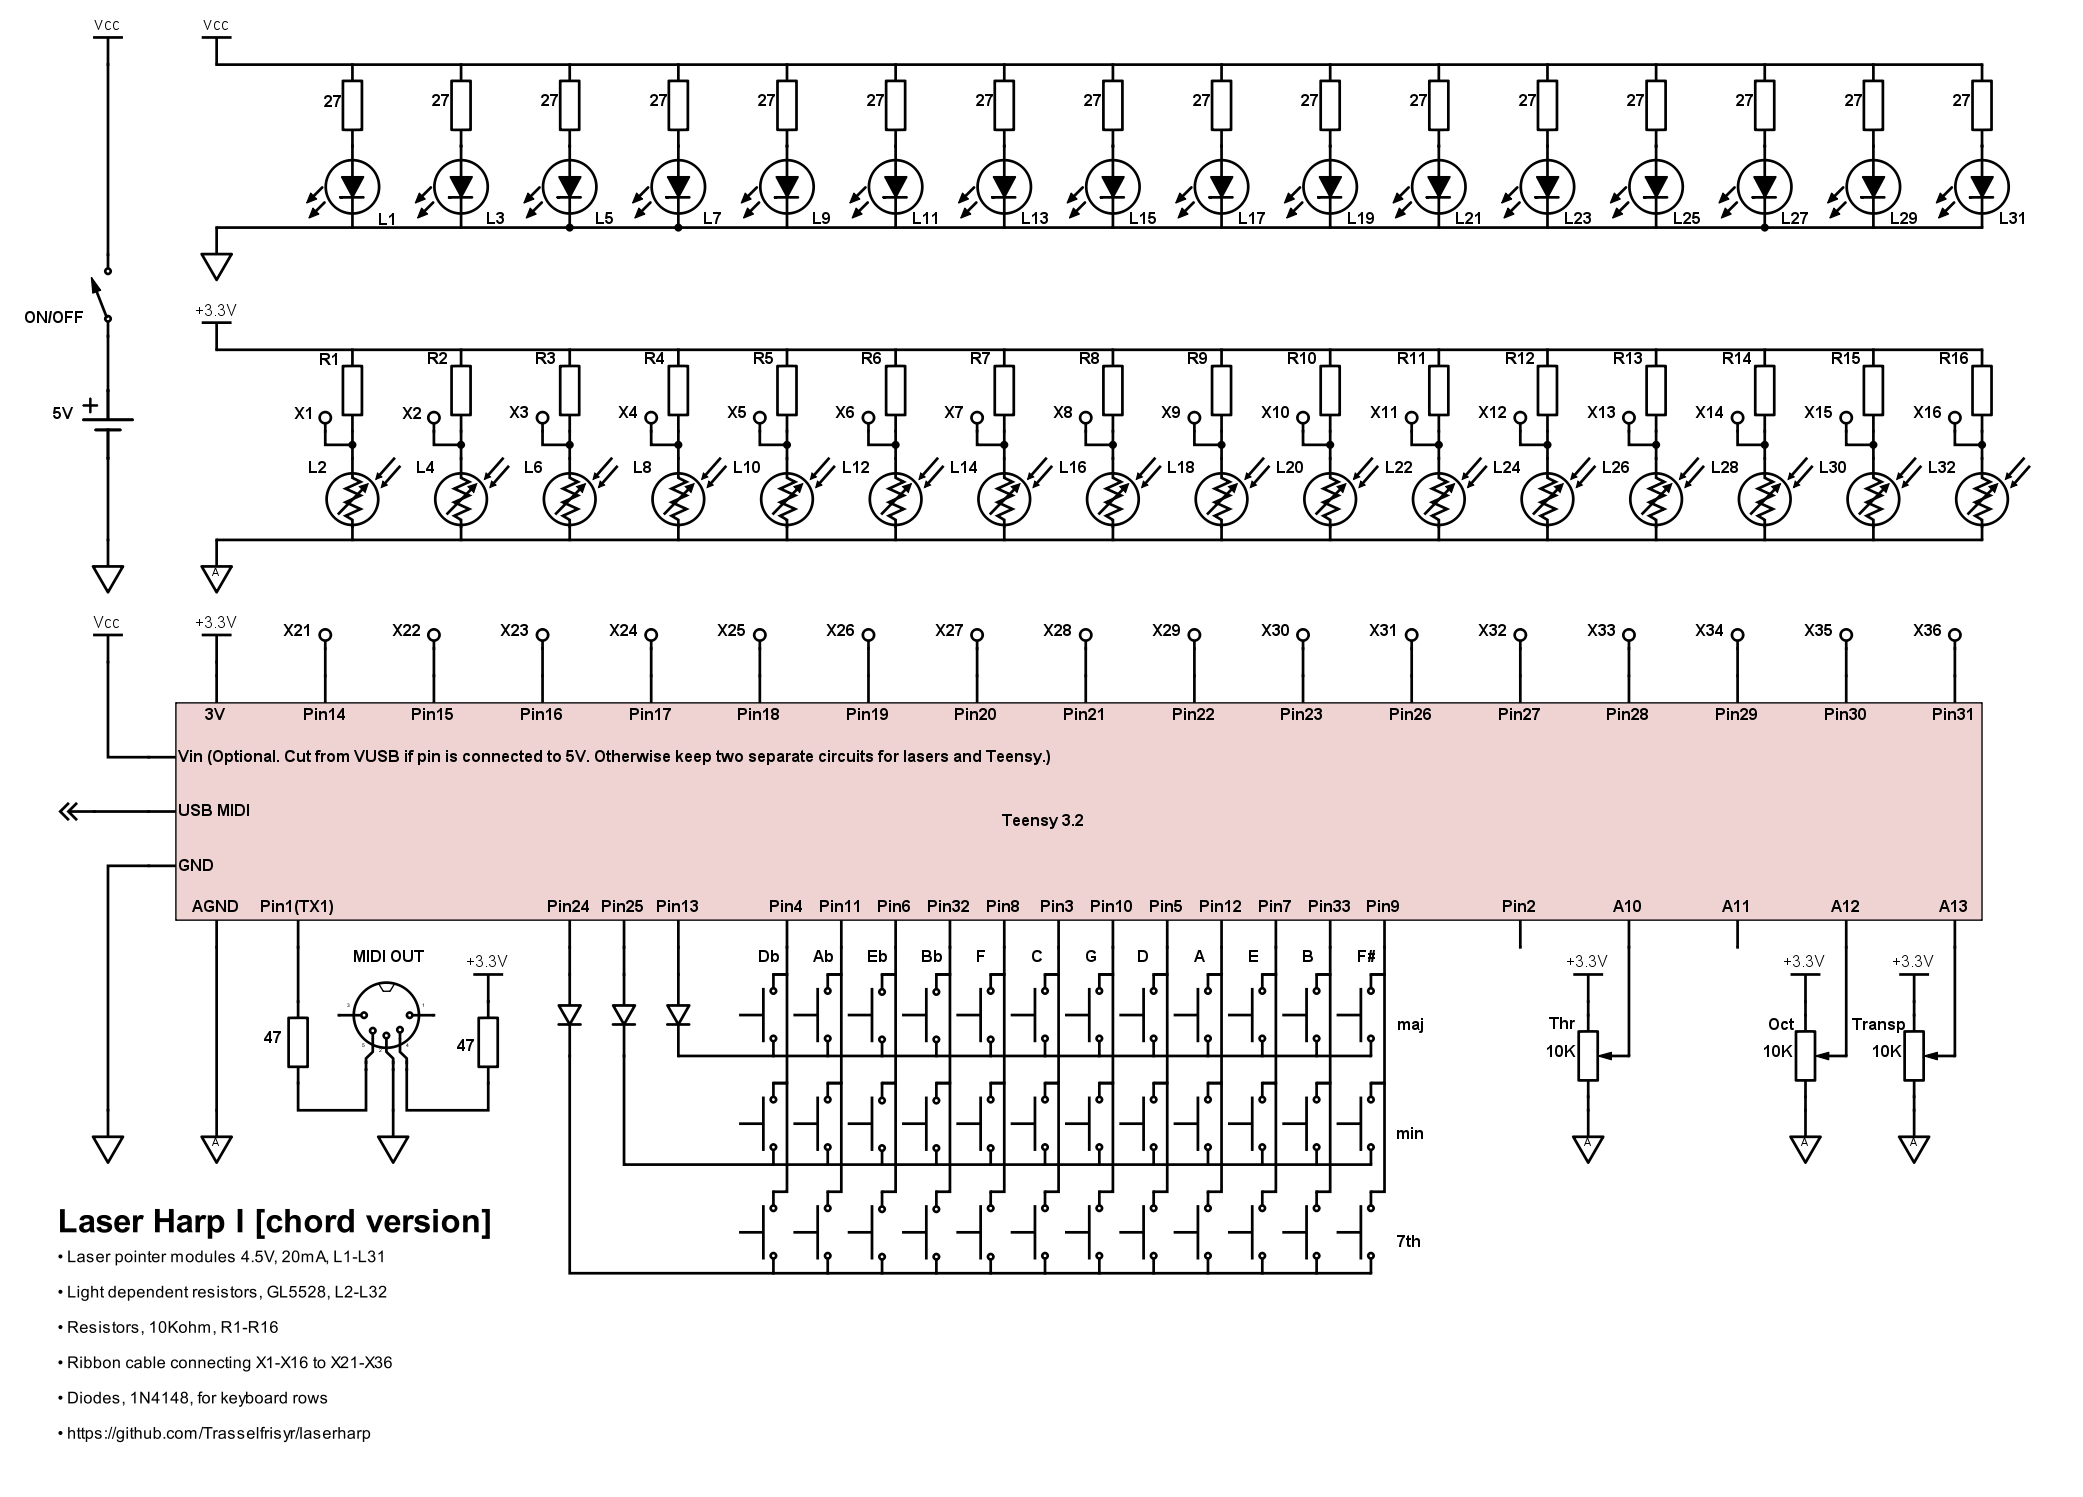 Vcc Vcc
27 27 27 27 27 27 27 27 27 27 27 27 27 27 27 27
L1 L3 L5 L7 L9 L11 L13 L15 L17 L19 L21 L23 L25 L27 L29 L31
+3.3V
ON/OFF
R1 R2 R3 R4 R5 R6 R7 R8 R9 R10 R11 R12 R13 R14 R15 R16
5V + X1 X2 X3 X4 X5 X6 X7 X8 X9 X10 X11 X12 X13 X14 X15 X16
L2 L4 L6 L8 L10 L12 L14 L16 L18 L20 L22 L24 L26 L28 L30 L32
A
Vcc +3.3V X21 X22 X23 X24 X25 X26 X27 X28 X29 X30 X31 X32 X33 X34 X35 X36
3V Pin14 Pin15 Pin16 Pin17 Pin18 Pin19 Pin20 Pin21 Pin22 Pin23 Pin26 Pin27 Pin28 Pin29 Pin30 Pin31
Vin (Optional. Cut from VUSB if pin is connected to 5V. Otherwise keep two separate circuits for lasers and Teensy.)
USB MIDI
Teensy 3.2
GND
AGND Pin1(TX1) Pin24 Pin25 Pin13 Pin4 Pin11 Pin6 Pin32 Pin8 Pin3 Pin10 Pin5 Pin12 Pin7 Pin33 Pin9 Pin2 A10 A11 A12 A13
MIDI OUT +3.3V Db Ab Eb Bb F C G D A E B F# +3.3V +3.3V +3.3V
maj Thr Oct Transp
47 47 10K 10K 10K
min
A A A A
Laser Harp I [chord version]
7th
• Laser pointer modules 4.5V, 20mA, L1-L31
• Light dependent resistors, GL5528, L2-L32
• Resistors, 10Kohm, R1-R16
• Ribbon cable connecting X1-X16 to X21-X36
• Diodes, 1N4148, for keyboard rows
• https://github.com/Trasselfrisyr/laserharp